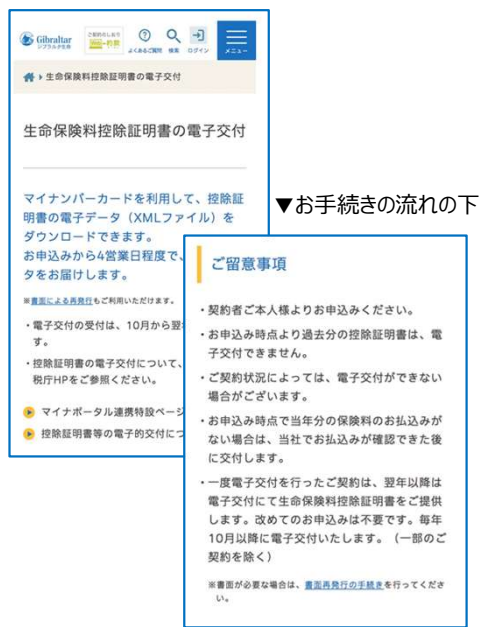 Gibraltar
ジブラルタ生命
ご契約のしおり
Web-約款
よくあるご質問
検索
ログイン
メニュー
生命保険料控除証明書の電子交付
生命保険料控除証明書の電子交付
マイナンバーカードを利用して、控除証
明書の電子データ（XMLファイル）を
ダウンロードできます。
お申込みから4営業日程度で、
タをお届けします。
※書面による再発行もご利用いただけます。
・電子交付の受付は、10月から翌
す。
・控除証明書の電子交付について、
税庁HPをご参照ください。
マイナポータル連携特設ページ
控除証明書等の電子的交付につ
▼お手続きの流れの下
ご留意事項
・契約者ご本人様よりお申込みください。
・お申込み時点より過去分の控除証明書は、電
子交付できません。
・ご契約状況によっては、電子交付ができない
場合がございます。
・お申込み時点で当年分の保険料のお払込みが
ない場合は、当社でお払込みが確認できた後
に交付します。
・一度電子交付を行ったご契約は、翌年以降は
電子交付にて生命保険料控除証明書をご提供
します。改めてのお申込みは不要です。毎年
10月以降に電子交付いたします。（一部のご
契約を除く）
※書面が必要な場合は、書面再発行の手続きを行ってくださ
い。